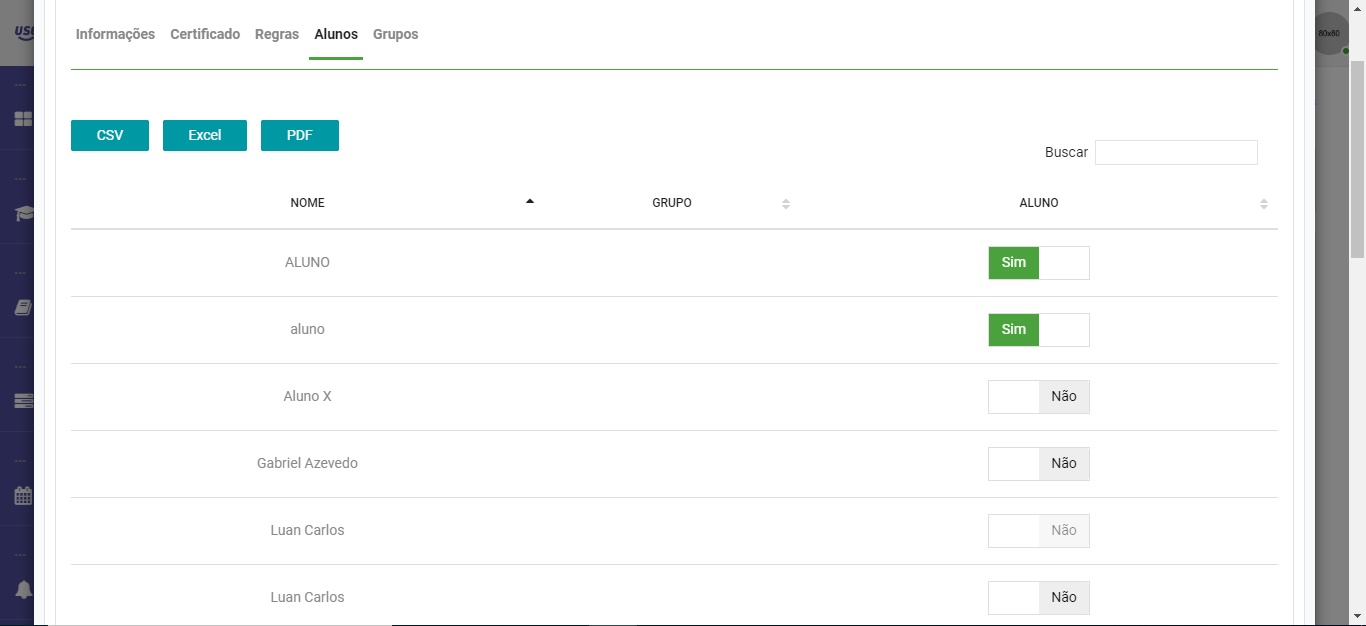 Informações Certificado Regras Alunos Grupos
80x80
CSV Excel PDF
Buscar
NOME GRUPO ALUNO
ALUNO Sim
aluno Sim
Aluno X Não
Gabriel Azevedo Não
Luan Carlos Não
Luan Carlos Não